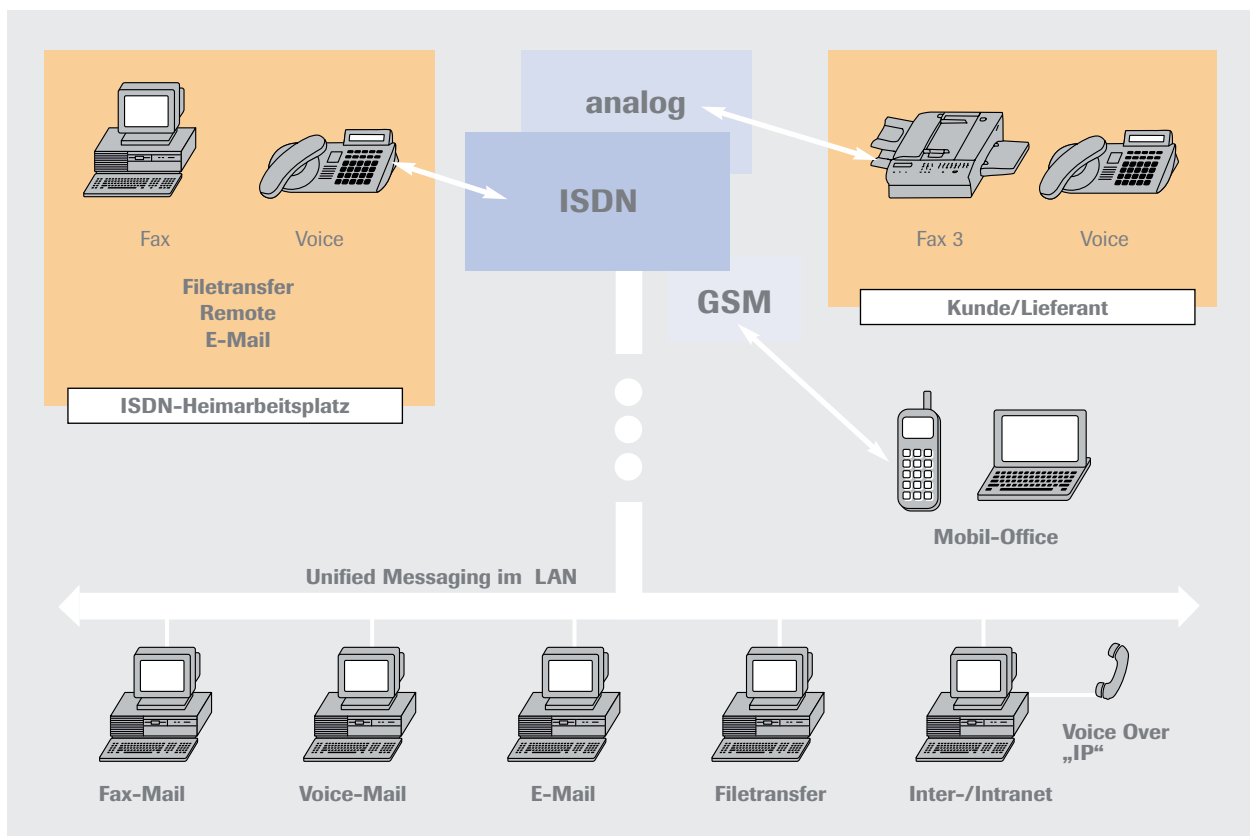 analog
ISDN
GSM
Fax
Voice
Filetransfer
Remote
E-Mail
ISDN-Heimarbeitsplatz
Fax 3
Voice
Kunde/Lieferant
Mobil-Office
Unified Messaging im LAN
Fax-Mail
Voice-Mail
E-Mail
Filetransfer
Inter-/Intranet
Voice Over
„IP“